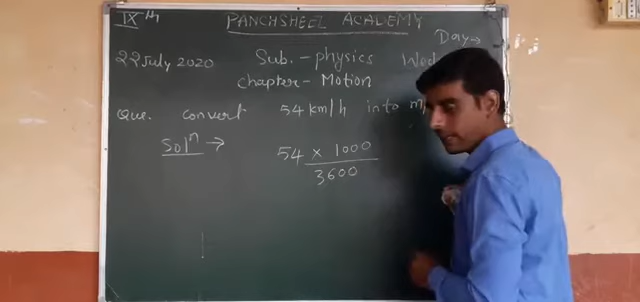 IXth PANCHSHEEL ACADEMY
Day→
22 July 2020 Sub. - physics Wed
chapter - Motion
Que. convert 54 km/h into m/
Solⁿ → 54 × 1000
3600